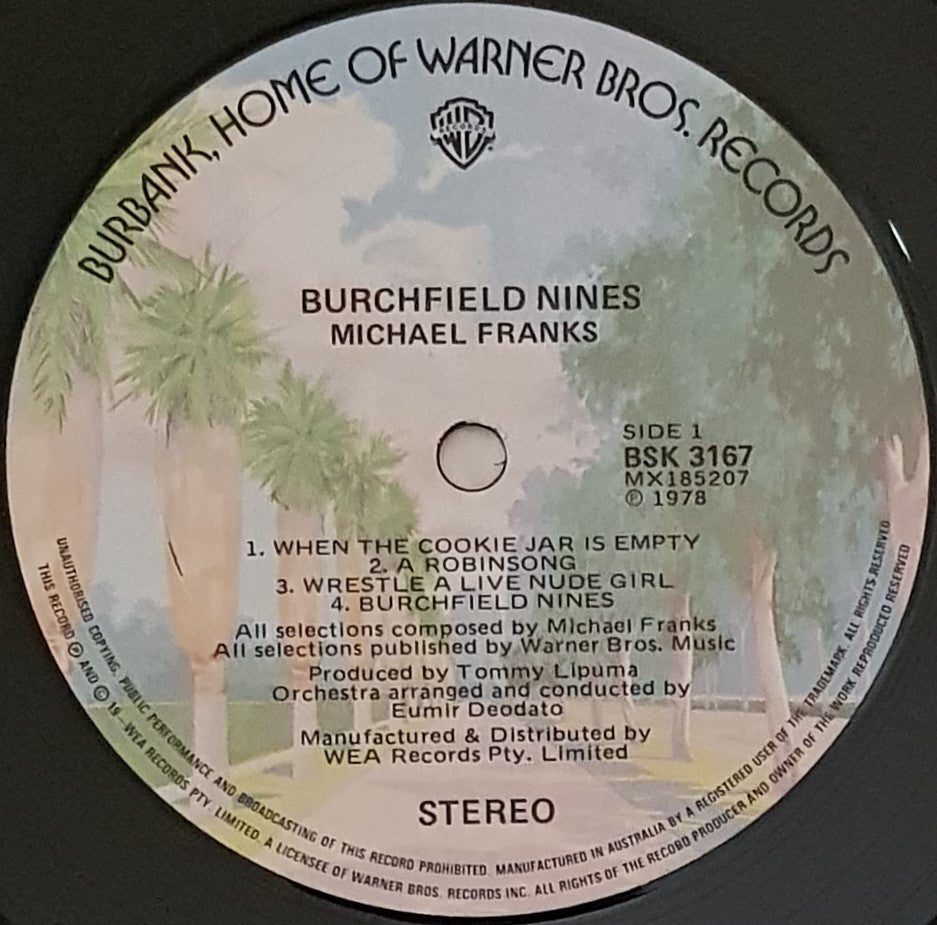 BURBANK, HOME OF WARNER BROS. RECORDS
RECORDS
BURCHFIELD NINES
MICHAEL FRANKS
SIDE 1
BSK 3167
MX185207
℗ 1978
1. WHEN THE COOKIE JAR IS EMPTY
2. A ROBINSONG
3. WRESTLE A LIVE NUDE GIRL
4. BURCHFIELD NINES
All selections composed by Michael Franks
All selections published by Warner Bros. Music
Produced by Tommy Lipuma
Orchestra arranged and conducted by
Eumir Deodato
Manufactured & Distributed by
WEA Records Pty. Limited
STEREO
UNAUTHORISED COPYING, PUBLIC PERFORMANCE AND BROADCASTING OF THIS RECORD PROHIBITED. MANUFACTURED IN AUSTRALIA BY A REGISTERED USER OF THE TRADEMARK. ALL RIGHTS RESERVED
THIS RECORD ℗ AND © 19—WEA RECORDS PTY. LIMITED. A LICENSEE OF WARNER BROS. RECORDS INC. ALL RIGHTS OF THE RECORD PRODUCER AND OWNER OF THE WORK REPRODUCED RESERVED